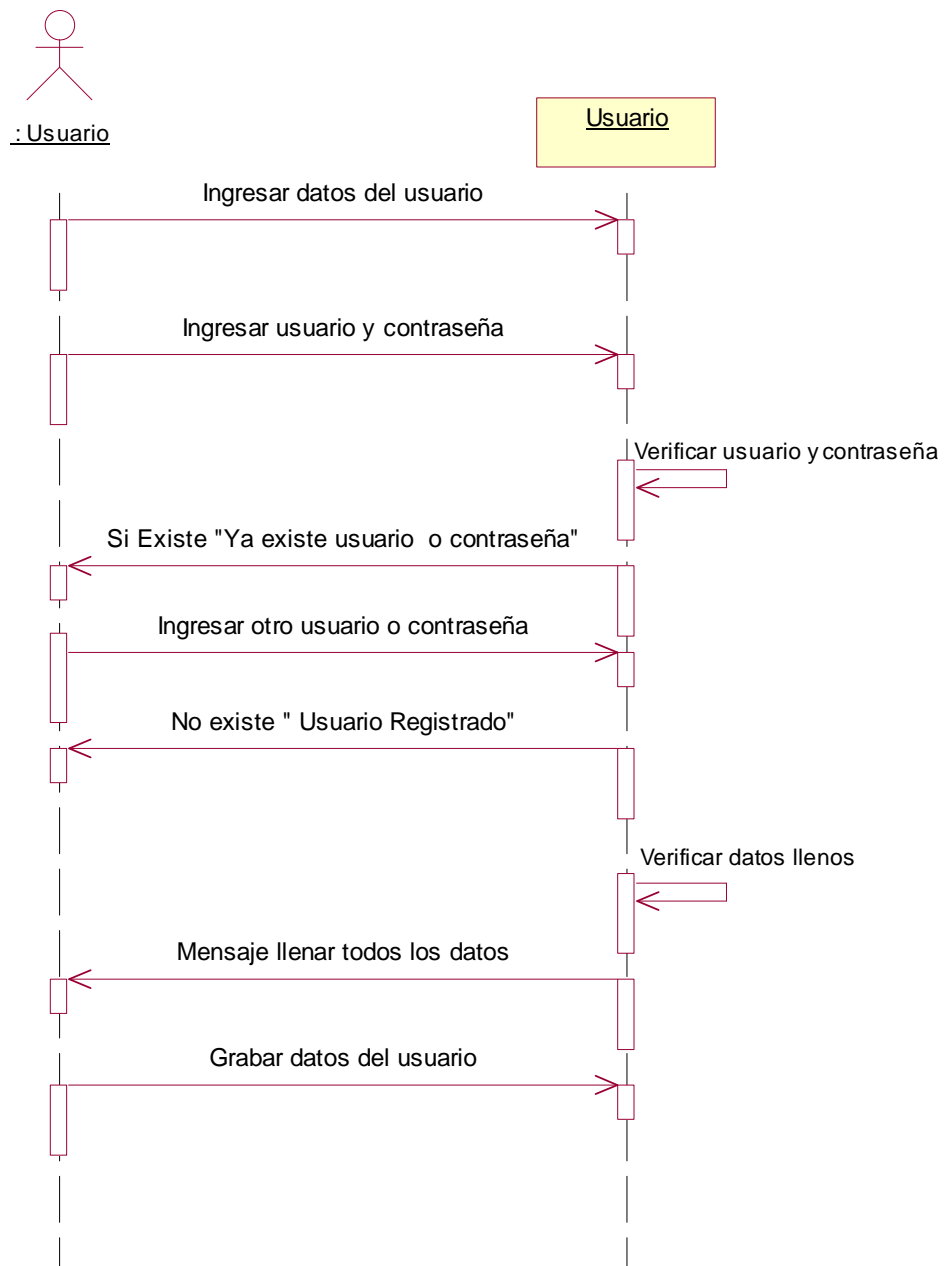 : Usuario
Usuario
Ingresar datos del usuario
Ingresar usuario y contraseña
Verificar usuario y contraseña
Si Existe "Ya existe usuario o contraseña"
Ingresar otro usuario o contraseña
No existe " Usuario Registrado"
Verificar datos llenos
Mensaje llenar todos los datos
Grabar datos del usuario